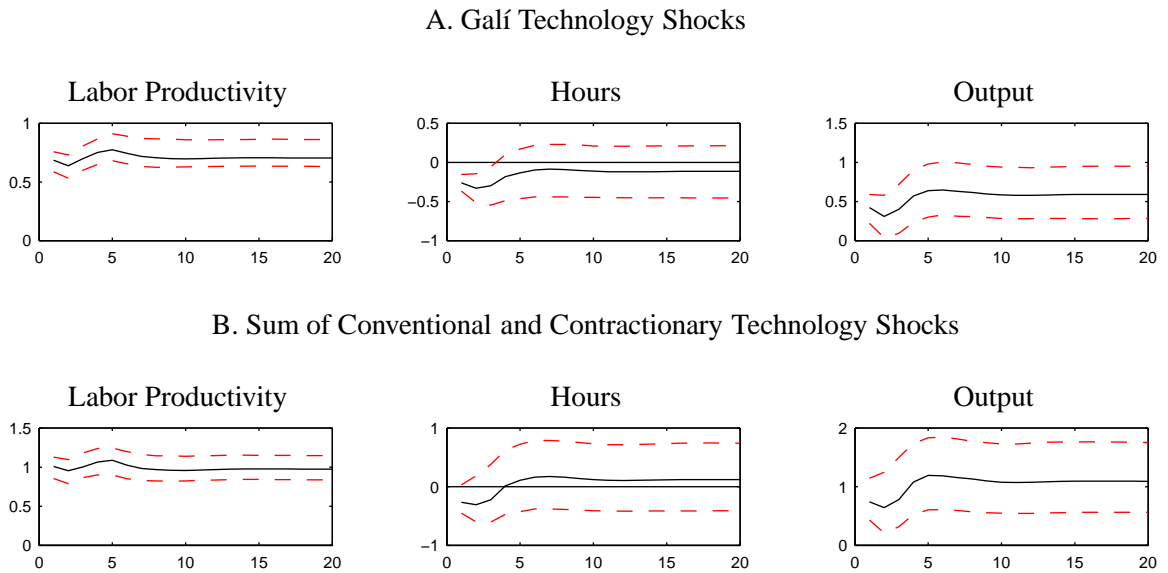 A. Galí Technology Shocks
Labor Productivity
Hours
Output
1
0.5
0
0 5 10 15 20
0.5
0
−0.5
−1
0 5 10 15 20
1.5
1
0.5
0
0 5 10 15 20
B. Sum of Conventional and Contractionary Technology Shocks
Labor Productivity
Hours
Output
1.5
1
0.5
0
0 5 10 15 20
1
0
−1
0 5 10 15 20
2
1
0
0 5 10 15 20